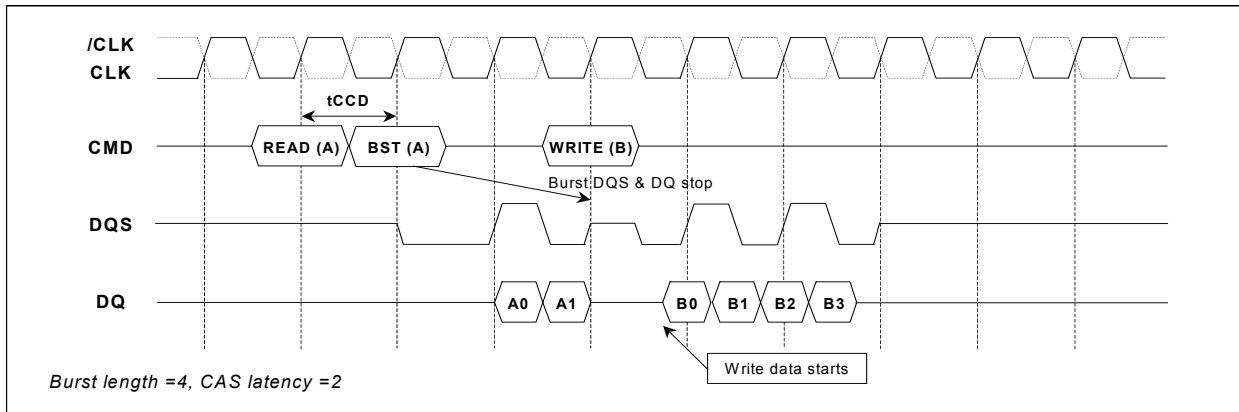 /CLK
CLK
tCCD
CMD
READ (A)
BST (A)
WRITE (B)
Burst DQS & DQ stop
DQS
DQ
A0
A1
B0
B1
B2
B3
Write data starts
Burst length =4, CAS latency =2